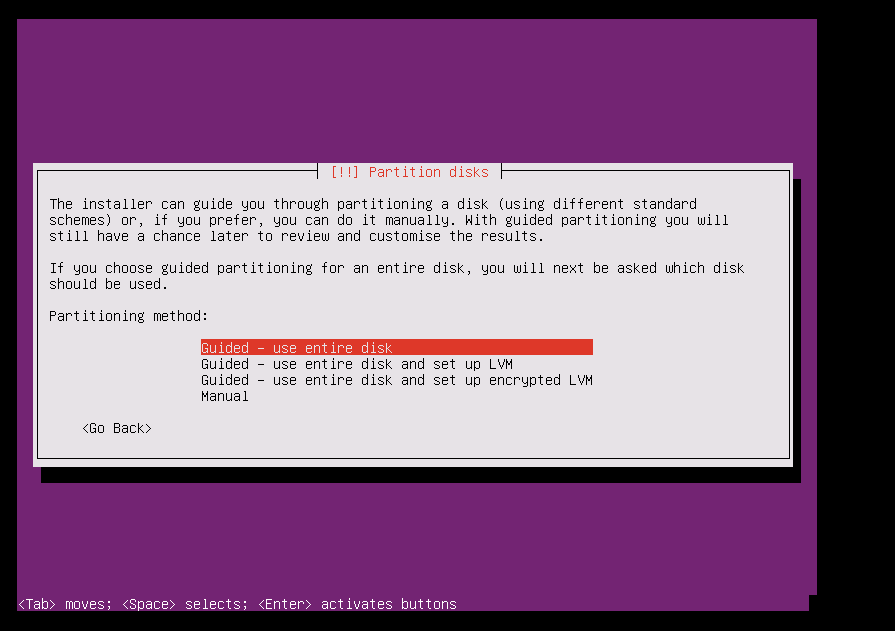 [!!] Partition disks
The installer can guide you through partitioning a disk (using different standard
schemes) or, if you prefer, you can do it manually. With guided partitioning you will
still have a chance later to review and customise the results.
If you choose guided partitioning for an entire disk, you will next be asked which disk
should be used.
Partitioning method:
Guided - use entire disk
Guided - use entire disk and set up LVM
Guided - use entire disk and set up encrypted LVM
Manual
<Go Back>
<Tab> moves; <Space> selects; <Enter> activates buttons